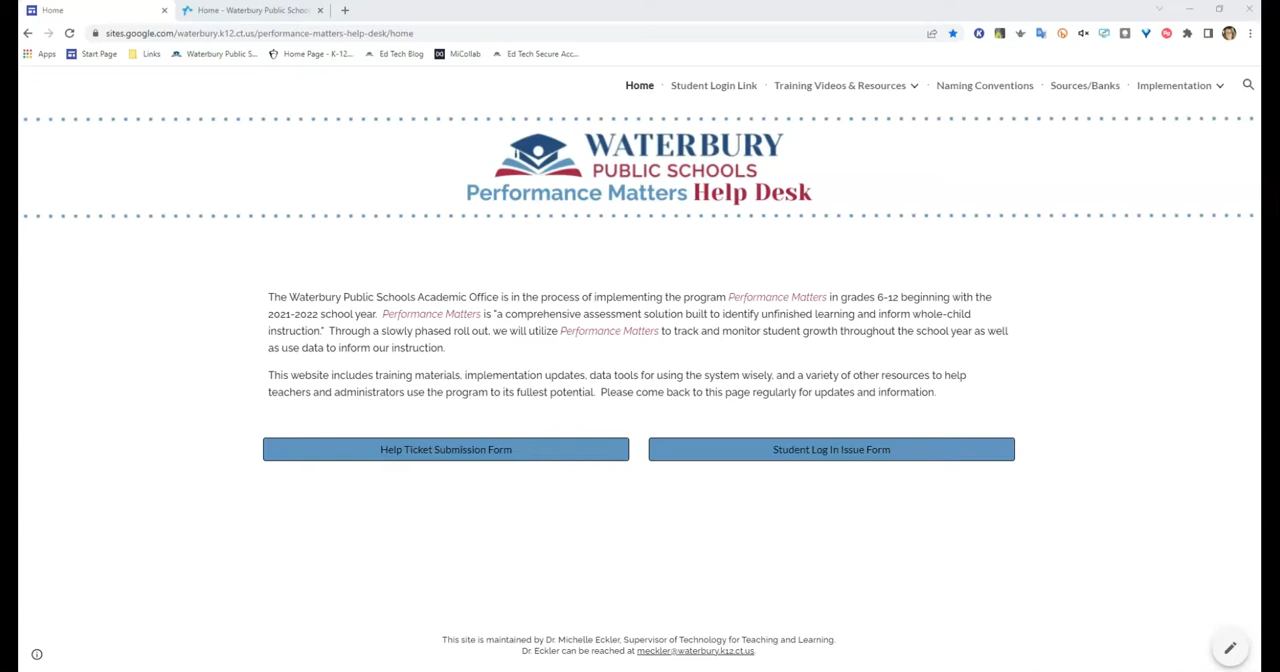 Home
Home - Waterbury Public Schoo
sites.google.com/waterbury.k12.ct.us/performance-matters-help-desk/home
Apps Start Page Links Waterbury Public S... Home Page - K-12... Ed Tech Blog MiCollab Ed Tech Secure Acc...
Home · Student Login Link · Training Videos & Resources · Naming Conventions · Sources/Banks · Implementation
WATERBURY
PUBLIC SCHOOLS
Performance Matters Help Desk
The Waterbury Public Schools Academic Office is in the process of implementing the program Performance Matters in grades 6-12 beginning with the
2021-2022 school year. Performance Matters is "a comprehensive assessment solution built to identify unfinished learning and inform whole-child
instruction." Through a slowly phased roll out, we will utilize Performance Matters to track and monitor student growth throughout the school year as well
as use data to inform our instruction.
This website includes training materials, implementation updates, data tools for using the system wisely, and a variety of other resources to help
teachers and administrators use the program to its fullest potential. Please come back to this page regularly for updates and information.
Help Ticket Submission Form
Student Log In Issue Form
This site is maintained by Dr. Michelle Eckler, Supervisor of Technology for Teaching and Learning.
Dr. Eckler can be reached at meckler@waterbury.k12.ct.us.